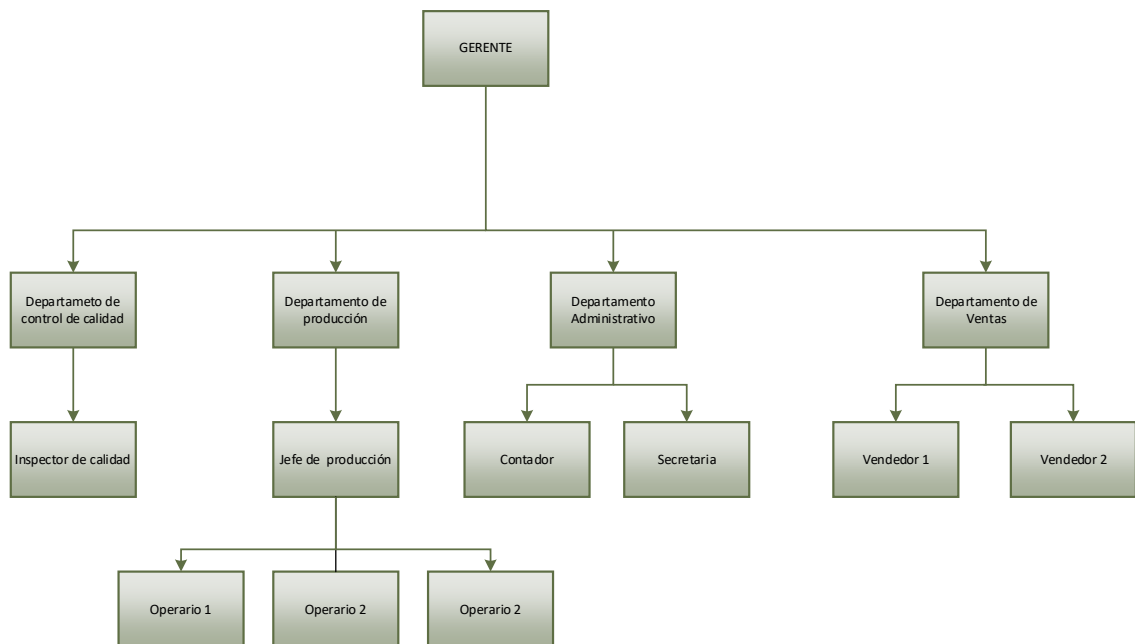 GERENTE
Departameto de
control de calidad
Departamento de
producción
Departamento
Administrativo
Departamento de
Ventas
Inspector de calidad
Jefe de  producción
Contador
Secretaria
Vendedor 1
Vendedor 2
Operario 1
Operario 2
Operario 2